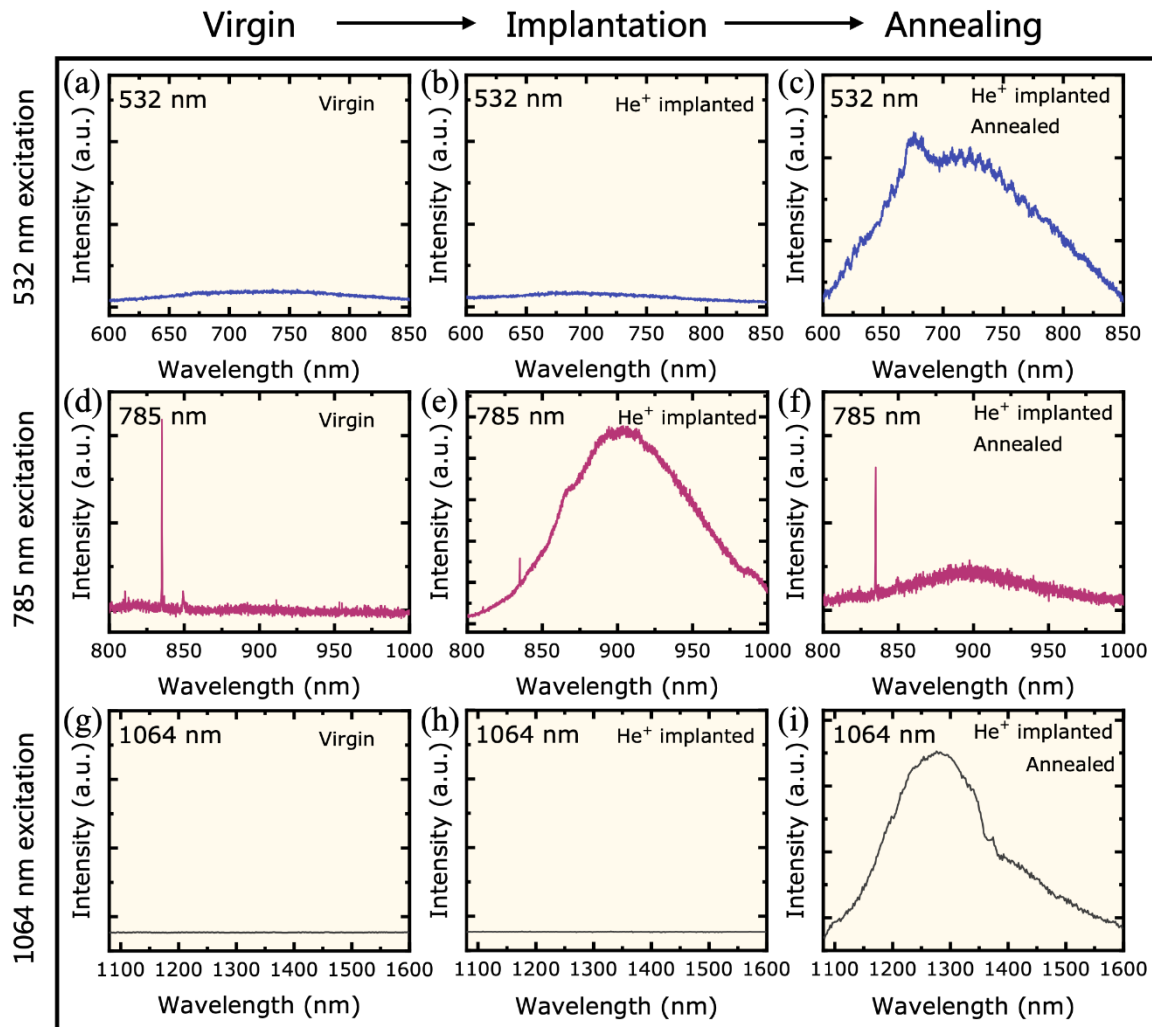 Virgin Implantation Annealing
532 nm excitation
(a) 532 nm Virgin
Intensity (a.u.)
600 650 700 750 800 850
Wavelength (nm)
(b) 532 nm He⁺ implanted
Intensity (a.u.)
600 650 700 750 800 850
Wavelength (nm)
(c) 532 nm He⁺ implanted
Annealed
Intensity (a.u.)
600 650 700 750 800 850
Wavelength (nm)
785 nm excitation
(d) 785 nm Virgin
Intensity (a.u.)
800 850 900 950 1000
Wavelength (nm)
(e) 785 nm He⁺ implanted
Intensity (a.u.)
800 850 900 950 1000
Wavelength (nm)
(f) 785 nm He⁺ implanted
Annealed
Intensity (a.u.)
800 850 900 950 1000
Wavelength (nm)
1064 nm excitation
(g) 1064 nm Virgin
Intensity (a.u.)
1100 1200 1300 1400 1500 1600
Wavelength (nm)
(h) 1064 nm He⁺ implanted
Intensity (a.u.)
1100 1200 1300 1400 1500 1600
Wavelength (nm)
(i) 1064 nm He⁺ implanted
Annealed
Intensity (a.u.)
1100 1200 1300 1400 1500 1600
Wavelength (nm)